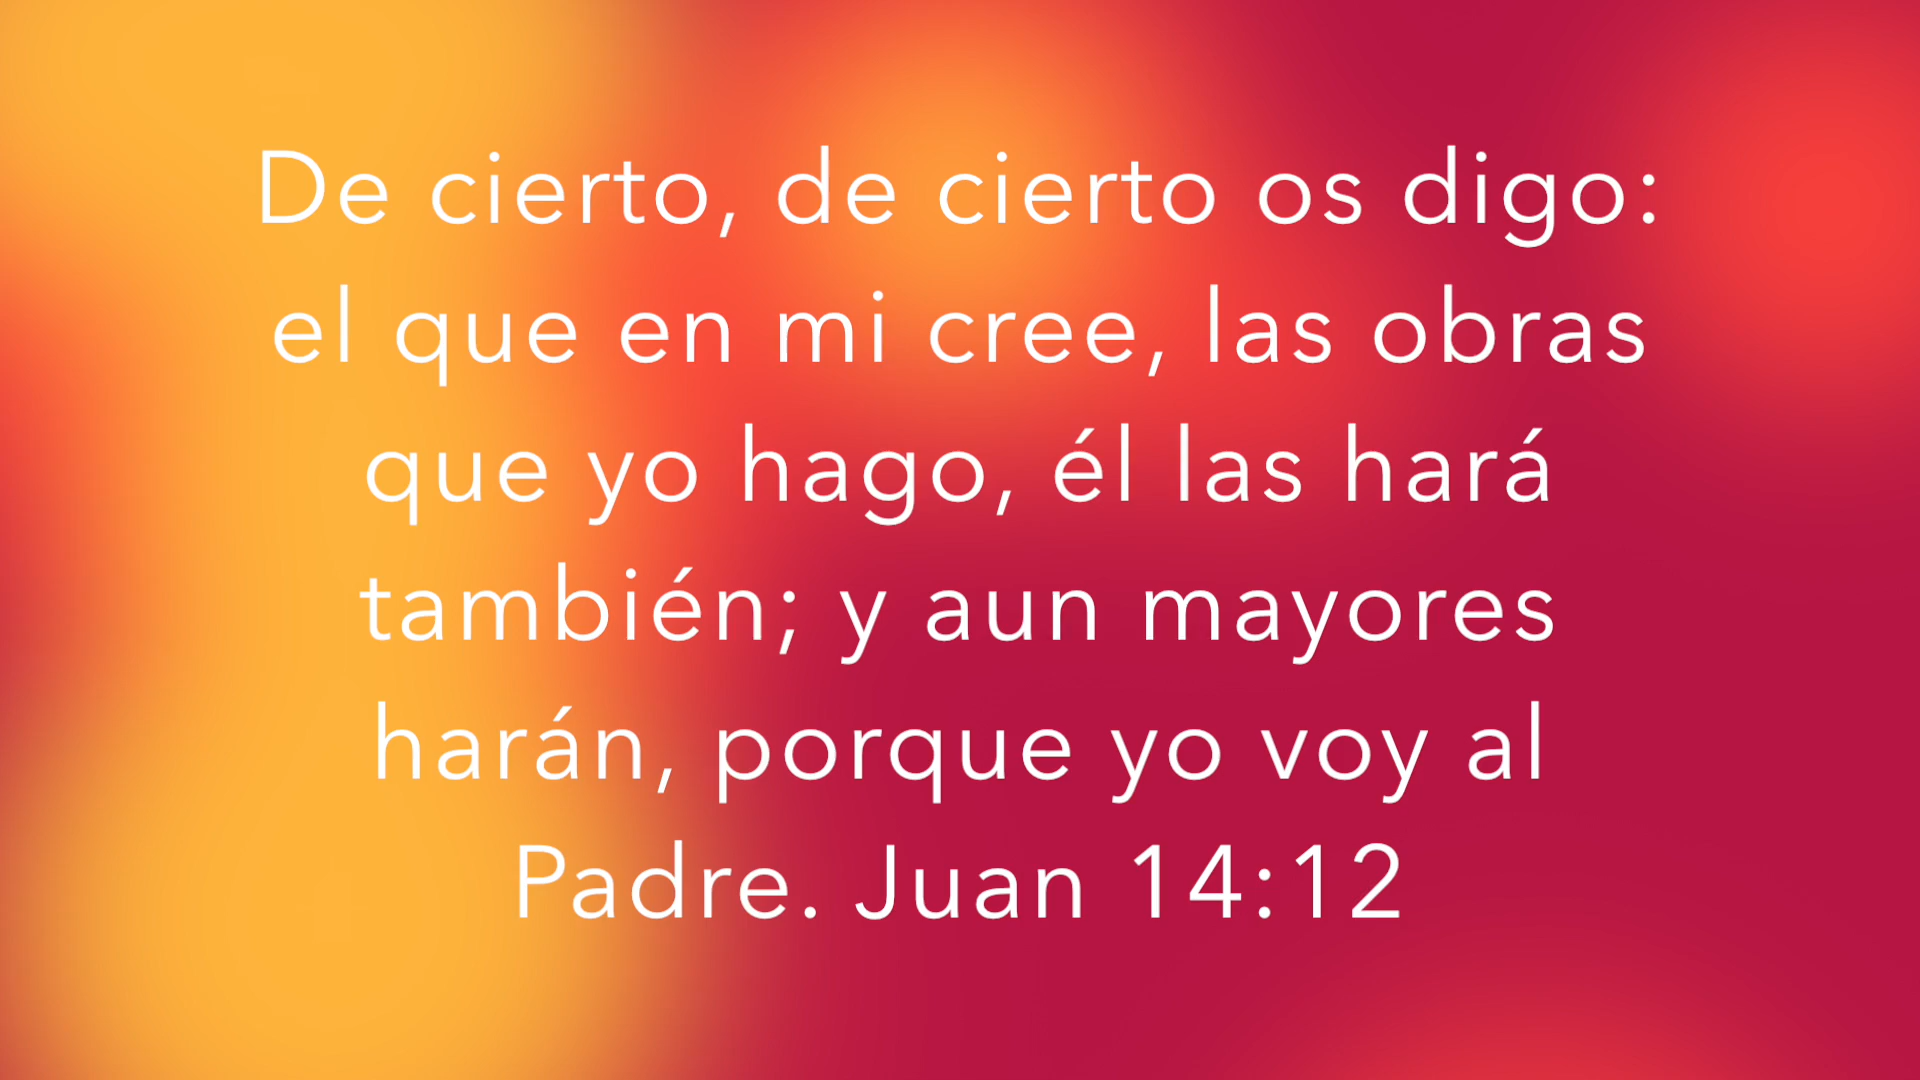 De cierto, de cierto os digo:
el que en mi cree, las obras
que yo hago, él las hará
también; y aun mayores
harán, porque yo voy al
Padre. Juan 14:12